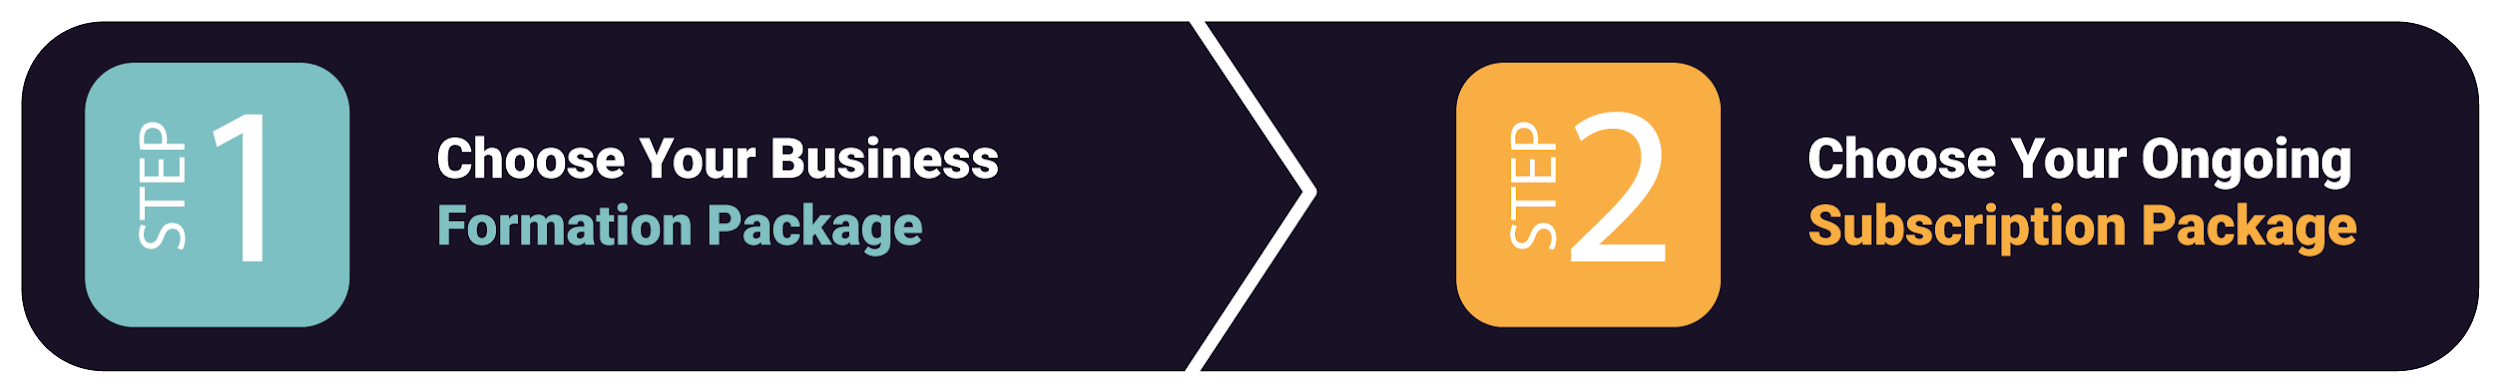 STEP 1
Choose Your Business
Formation Package
STEP 2
Choose Your Ongoing
Subscription Package